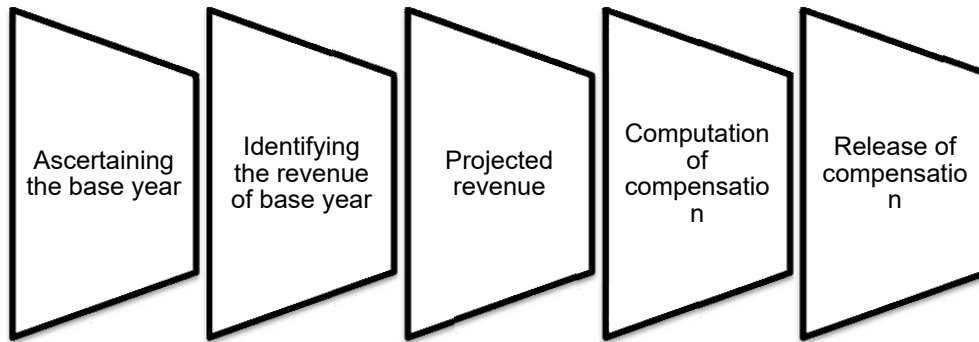 Ascertaining
the base year
Identifying
the revenue
of base year
Projected
revenue
Computation
of
compensatio
n
Release of
compensatio
n